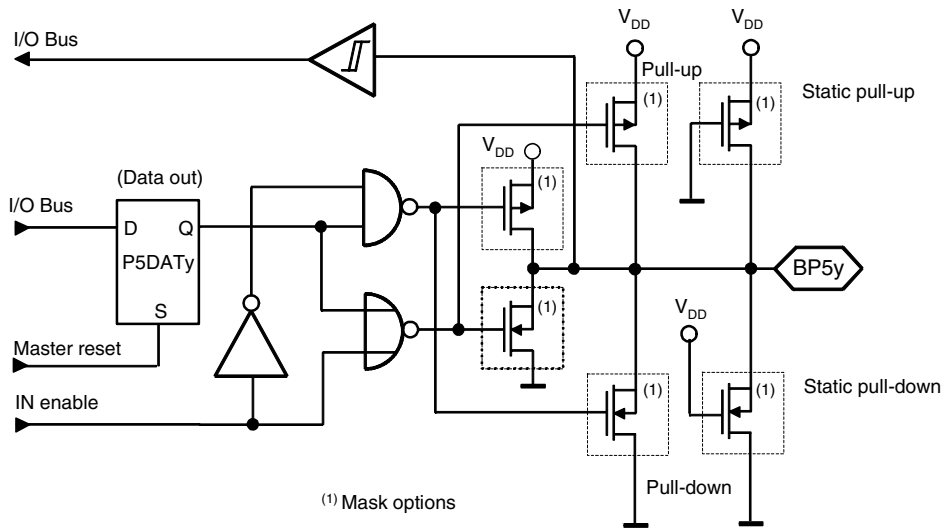 I/O Bus
V_DD
V_DD
Pull-up
(1)
(1)
Static pull-up
V_DD
(1)
(Data out)
I/O Bus
D
Q
P5DATy
S
BP5y
(1)
V_DD
Master reset
(1)
(1)
Static pull-down
IN enable
Pull-down
(1) Mask options